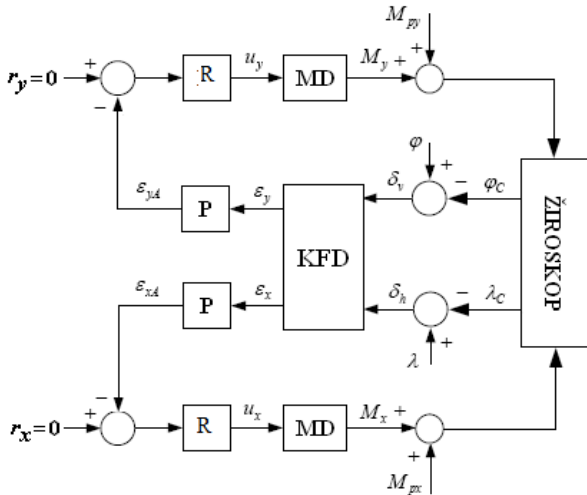 M_py
r_y=0
+
−
R
u_y
MD
M_y
+
+
φ
+
−
φ_C
δ_v
ε_yA
P
ε_y
KFD
ŽIROSKOP
ε_xA
P
ε_x
δ_h
−
λ_C
+
λ
r_x=0
−
+
R
u_x
MD
M_x
+
+
M_px